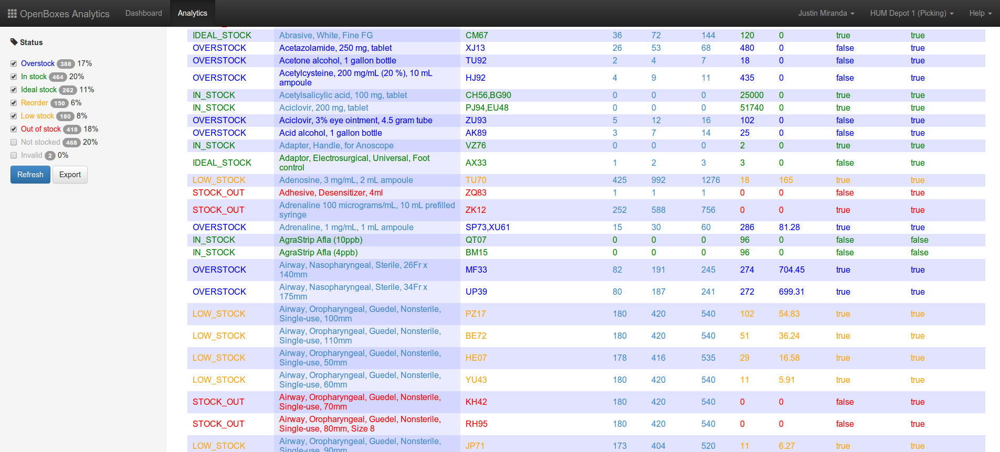 OpenBoxes Analytics Dashboard Analytics Justin Miranda HUM Depot 1 (Picking) Help
Status
Overstock 388 17%
In stock 464 20%
Ideal stock 262 11%
Reorder 150 6%
Low stock 180 8%
Out of stock 418 18%
Not stocked 468 20%
Invalid 2 0%
Refresh Export
IDEAL_STOCK Abrasive, White, Fine FG CM67 36 72 144 120 0 true true
OVERSTOCK Acetazolamide, 250 mg, tablet XJ13 26 53 68 480 0 false true
OVERSTOCK Acetone alcohol, 1 gallon bottle TU92 2 4 7 18 0 false true
OVERSTOCK Acetylcysteine, 200 mg/mL (20 %), 10 mL
ampoule HJ92 4 9 11 435 0 false true
IN_STOCK Acetylsalicylic acid, 100 mg, tablet CH56,BG90 0 0 0 25000 0 true true
IN_STOCK Aciclovir, 200 mg, tablet PJ94,EU48 0 0 0 51740 0 true true
OVERSTOCK Aciclovir, 3% eye ointment, 4.5 gram tube ZU93 5 12 16 102 0 false true
OVERSTOCK Acid alcohol, 1 gallon bottle AK89 3 7 14 25 0 false true
IN_STOCK Adapter, Handle, for Anoscope VZ76 0 0 0 2 0 true true
IDEAL_STOCK Adaptor, Electrosurgical, Universal, Foot
control AX33 1 2 3 3 0 false true
LOW_STOCK Adenosine, 3 mg/mL, 2 mL ampoule TU70 425 992 1276 18 165 true true
STOCK_OUT Adhesive, Desensitizer, 4ml ZQ83 1 1 1 0 0 false true
STOCK_OUT Adrenaline 100 micrograms/mL, 10 mL prefilled
syringe ZK12 252 588 756 0 0 true true
OVERSTOCK Adrenaline, 1 mg/mL, 1 mL ampoule SP73,XU61 15 30 60 286 81.28 true true
IN_STOCK AgraStrip Afla (10ppb) QT07 0 0 0 96 0 false false
IN_STOCK AgraStrip Afla (4ppb) BM15 0 0 0 96 0 false false
OVERSTOCK Airway, Nasopharyngeal, Sterile, 26Fr x
140mm MF33 82 191 245 274 704.45 true true
OVERSTOCK Airway, Nasopharyngeal, Sterile, 34Fr x
175mm UP39 80 187 241 272 699.31 true true
LOW_STOCK Airway, Oropharyngeal, Guedel, Nonsterile,
Single-use, 100mm PZ17 180 420 540 102 54.83 true true
LOW_STOCK Airway, Oropharyngeal, Guedel, Nonsterile,
Single-use, 110mm BE72 180 420 540 51 36.24 true true
LOW_STOCK Airway, Oropharyngeal, Guedel, Nonsterile,
Single-use, 50mm HE07 178 416 535 29 16.58 true true
LOW_STOCK Airway, Oropharyngeal, Guedel, Nonsterile,
Single-use, 60mm YU43 180 420 540 11 5.91 true true
STOCK_OUT Airway, Oropharyngeal, Guedel, Nonsterile,
Single-use, 70mm KH42 180 420 540 0 0 false true
STOCK_OUT Airway, Oropharyngeal, Guedel, Nonsterile,
Single-use, 80mm, Size 8 RH95 180 420 540 0 0 false true
LOW_STOCK Airway, Oropharyngeal, Guedel, Nonsterile,
Single-use, 90mm JP71 173 404 520 11 6.27 true true